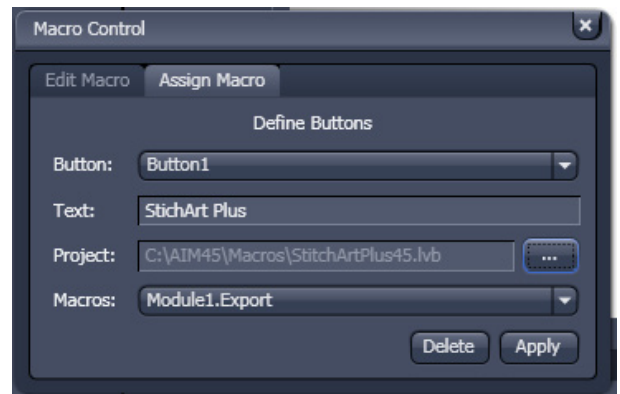 Macro Control
Edit Macro Assign Macro
Define Buttons
Button: Button1
Text: StichArt Plus
Project: C:\AIM45\Macros\StitchArtPlus45.lvb ...
Macros: Module1.Export
Delete Apply